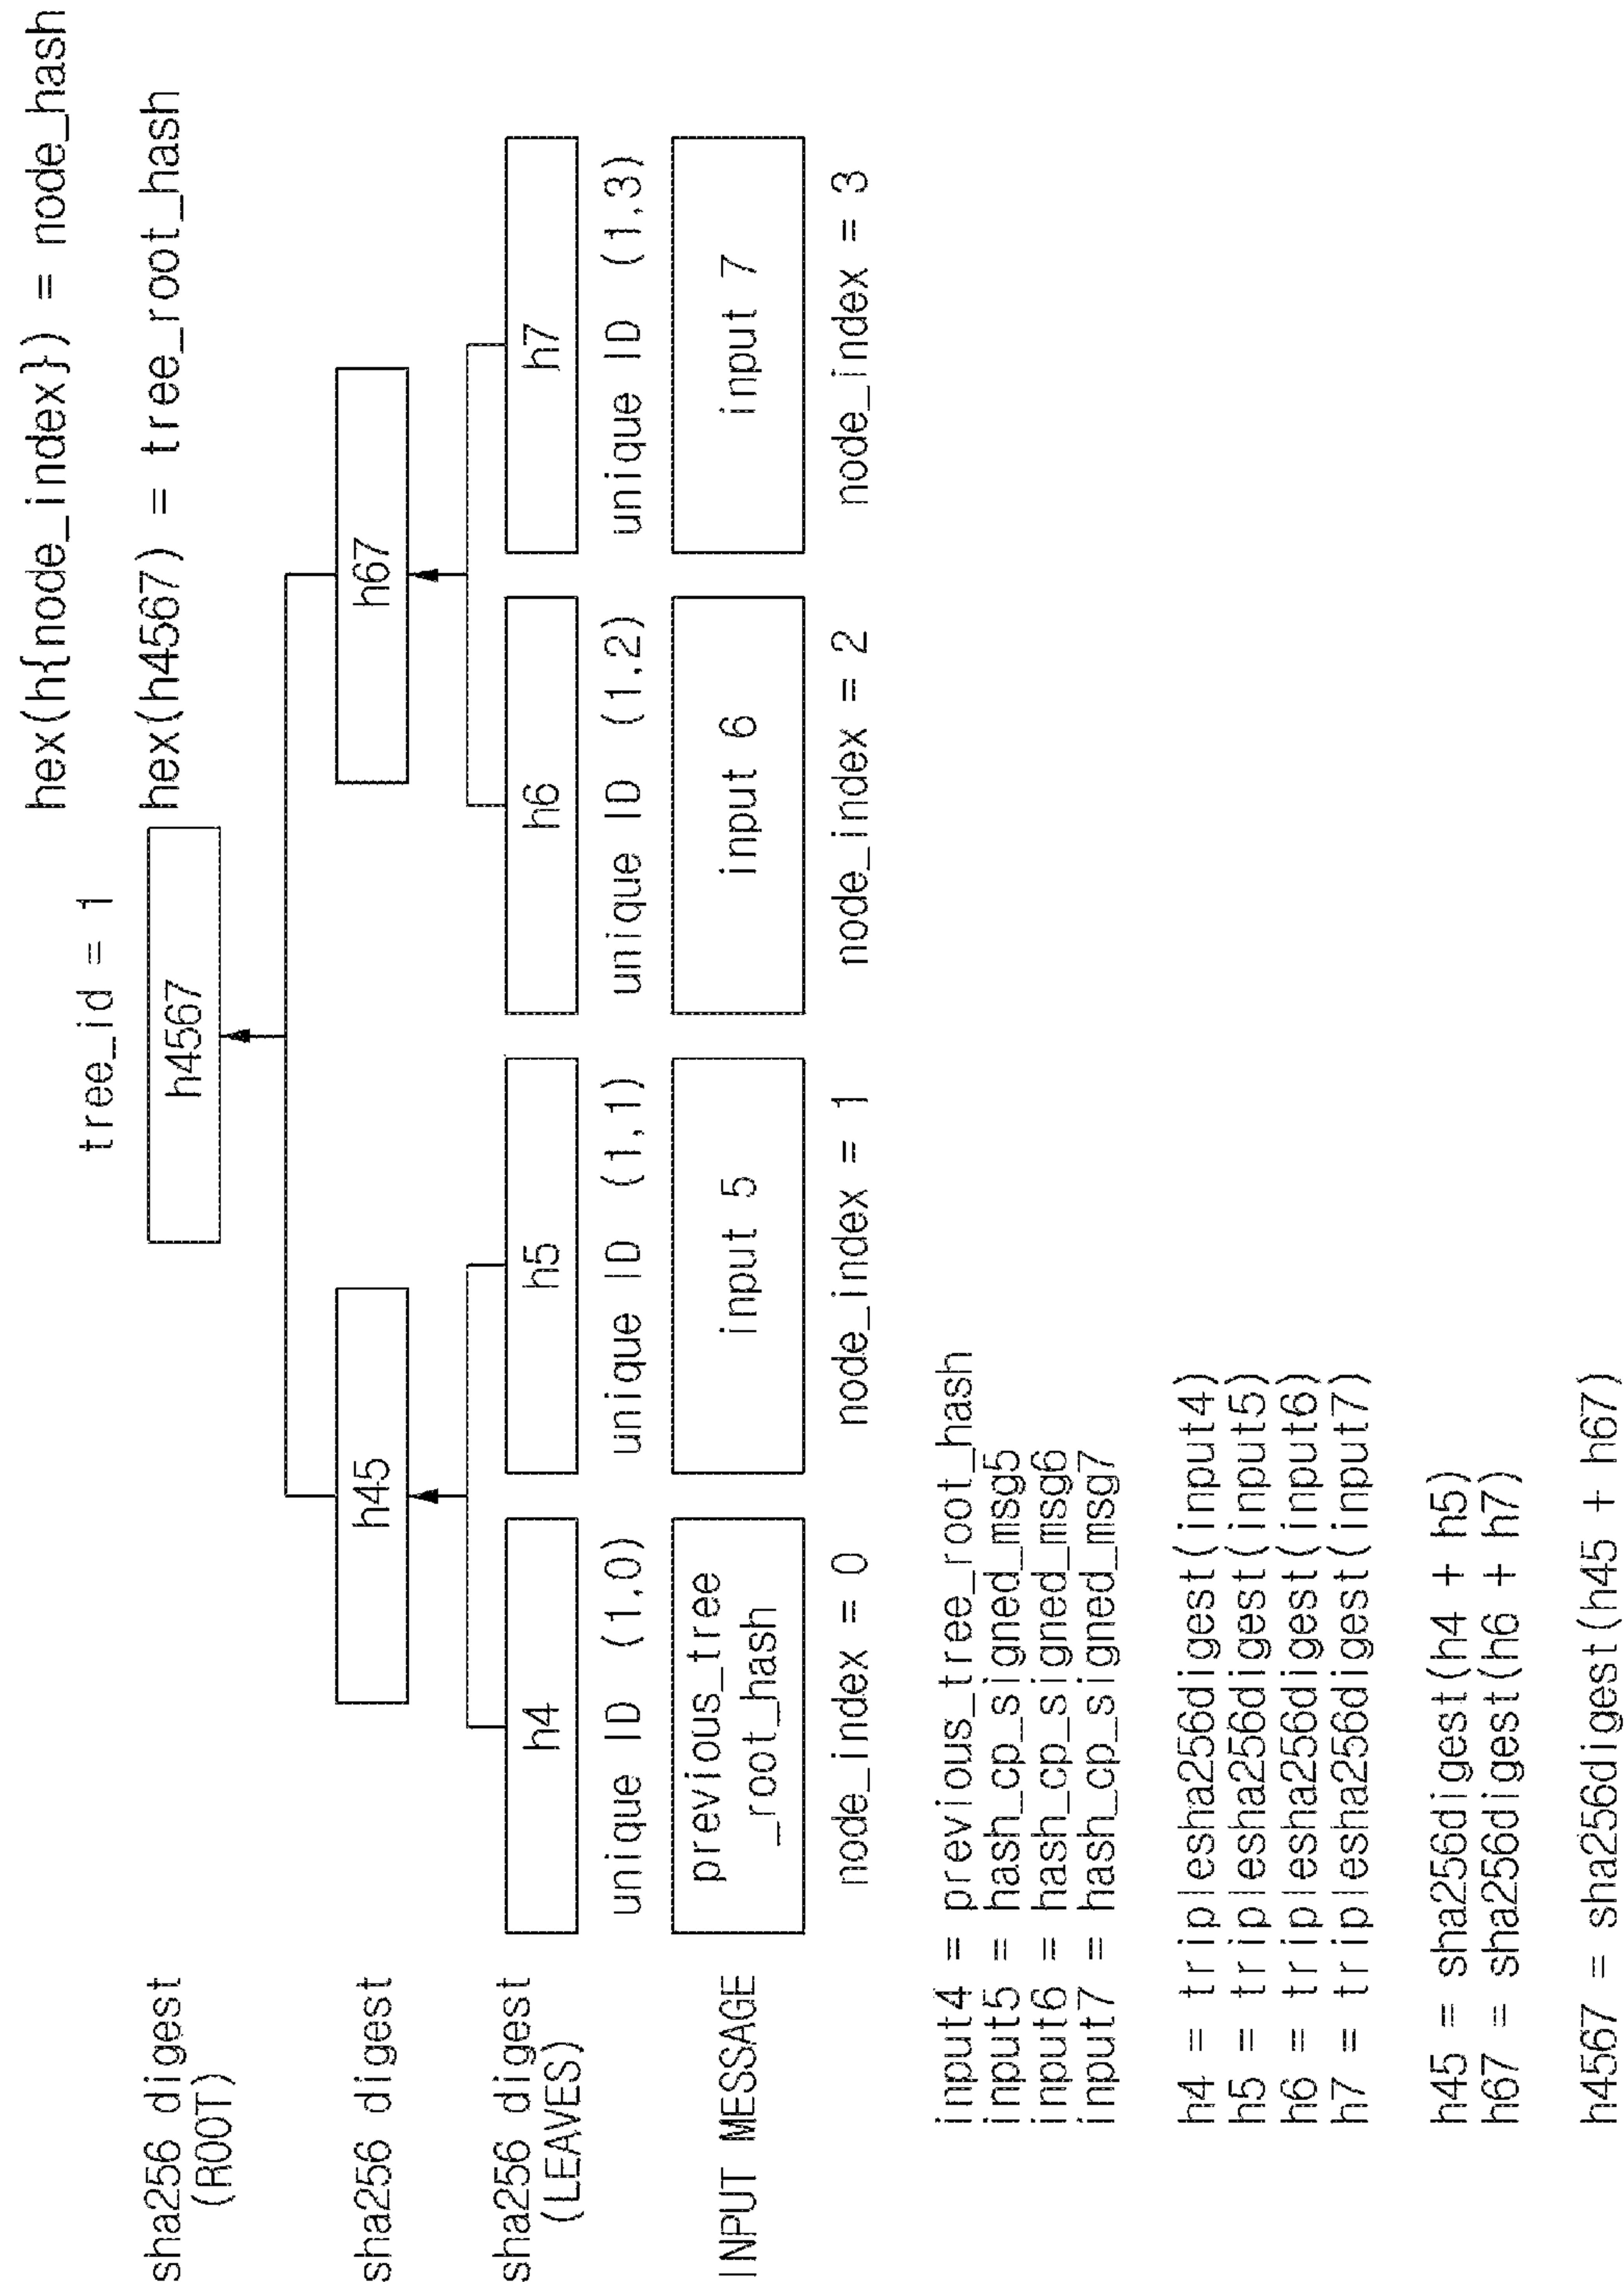 hex(h{node_index}) = node_hash
tree_id = 1
sha256 digest
(ROOT)
h4567
hex(h4567) = tree_root_hash
sha256 digest
h45
h67
sha256 digest
(LEAVES)
h4
h5
h6
h7
unique ID (1,0)
unique ID (1,1)
unique ID (1,2)
unique ID (1,3)
INPUT MESSAGE
previous_tree
_root_hash
input 5
input 6
input 7
node_index = 0
node_index = 1
node_index = 2
node_index = 3
input4 = previous_tree_root_hash
input5 = hash_cp_signed_msg5
input6 = hash_cp_signed_msg6
input7 = hash_cp_signed_msg7
h4 = triplesha256digest(input4)
h5 = triplesha256digest(input5)
h6 = triplesha256digest(input6)
h7 = triplesha256digest(input7)
h45 = sha256digest(h4 + h5)
h67 = sha256digest(h6 + h7)
h4567 = sha256digest(h45 + h67)